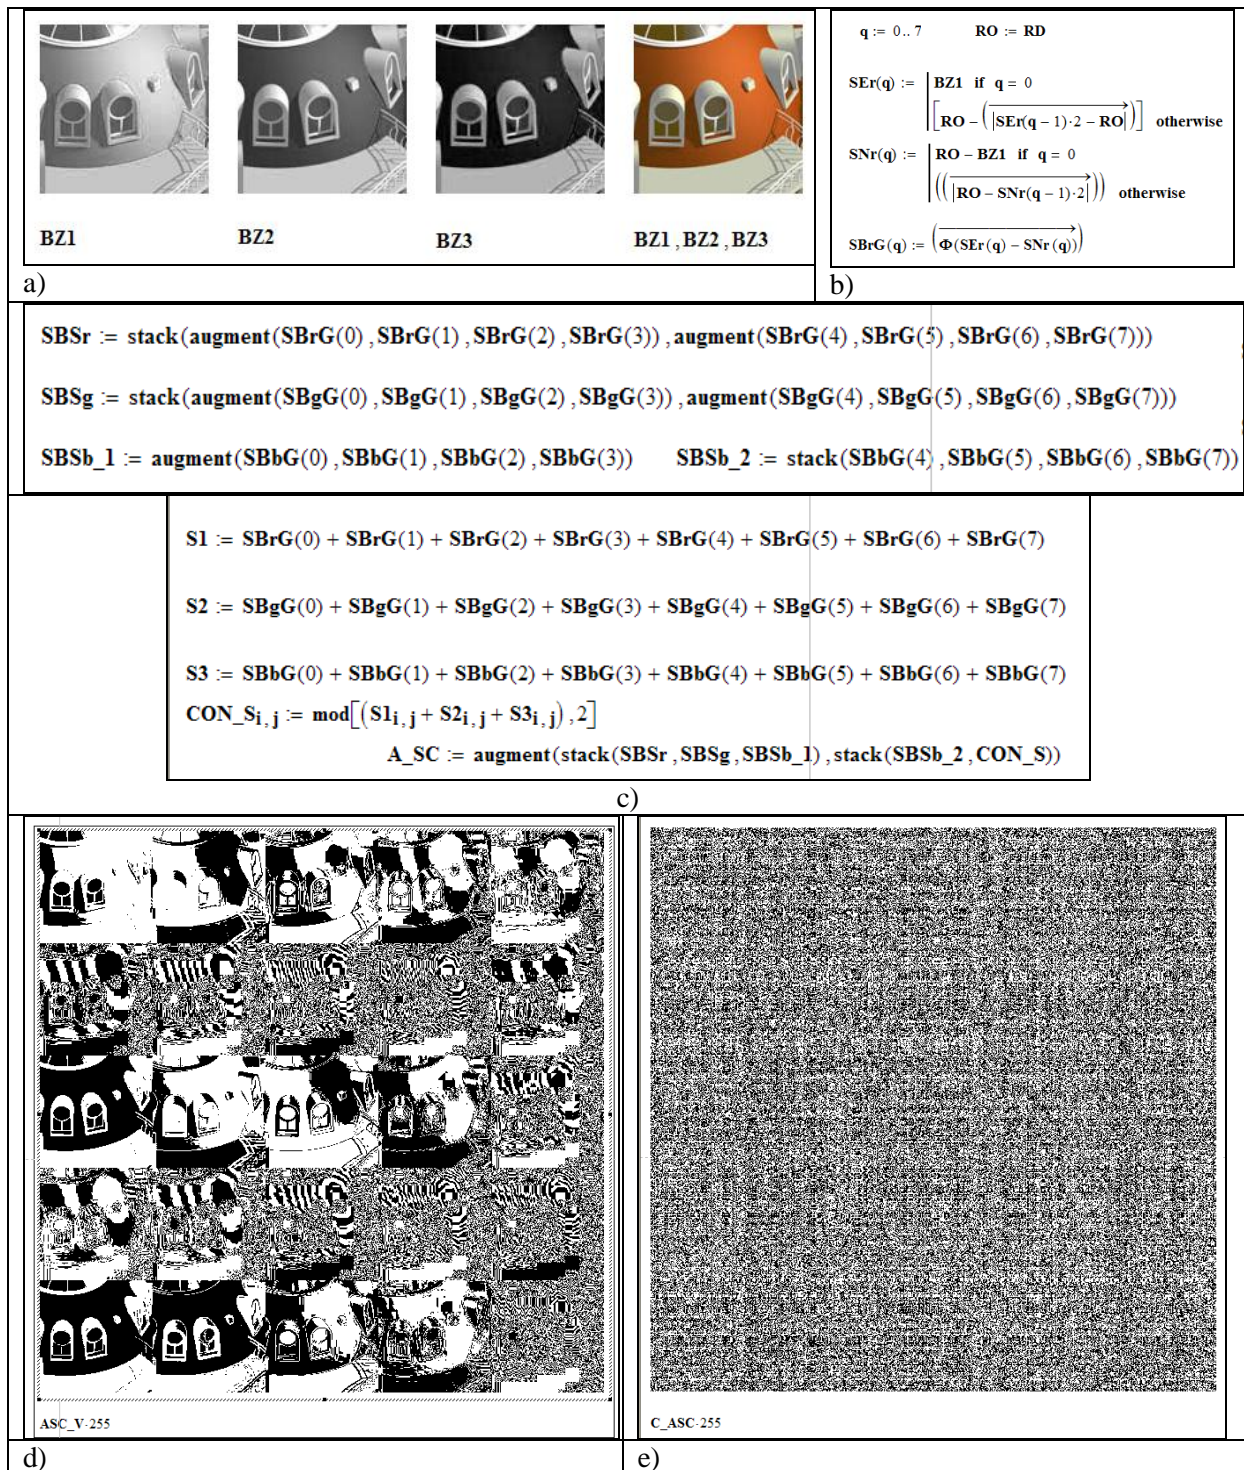 BZ1 BZ2 BZ3 BZ1 , BZ2 , BZ3
a)
q := 0 .. 7 RO := RD
SEr(q) := BZ1 if q = 0
[RO − (|SEr(q − 1)·2 − RO|)] otherwise
SNr(q) := RO − BZ1 if q = 0
((|RO − SNr(q − 1)·2|)) otherwise
SBrG(q) := (Φ(SEr(q) − SNr(q)))
b)
SBSr := stack(augment(SBrG(0) , SBrG(1) , SBrG(2) , SBrG(3)) , augment(SBrG(4) , SBrG(5) , SBrG(6) , SBrG(7)))
SBSg := stack(augment(SBgG(0) , SBgG(1) , SBgG(2) , SBgG(3)) , augment(SBgG(4) , SBgG(5) , SBgG(6) , SBgG(7)))
SBSb_1 := augment(SBbG(0) , SBbG(1) , SBbG(2) , SBbG(3)) SBSb_2 := stack(SBbG(4) , SBbG(5) , SBbG(6) , SBbG(7))
S1 := SBrG(0) + SBrG(1) + SBrG(2) + SBrG(3) + SBrG(4) + SBrG(5) + SBrG(6) + SBrG(7)
S2 := SBgG(0) + SBgG(1) + SBgG(2) + SBgG(3) + SBgG(4) + SBgG(5) + SBgG(6) + SBgG(7)
S3 := SBbG(0) + SBbG(1) + SBbG(2) + SBbG(3) + SBbG(4) + SBbG(5) + SBbG(6) + SBbG(7)
CON_Si , j := mod[(S1i , j + S2i , j + S3i , j) , 2]
A_SC := augment(stack(SBSr , SBSg , SBSb_1) , stack(SBSb_2 , CON_S))
c)
ASC_V·255
d)
C_ASC·255
e)